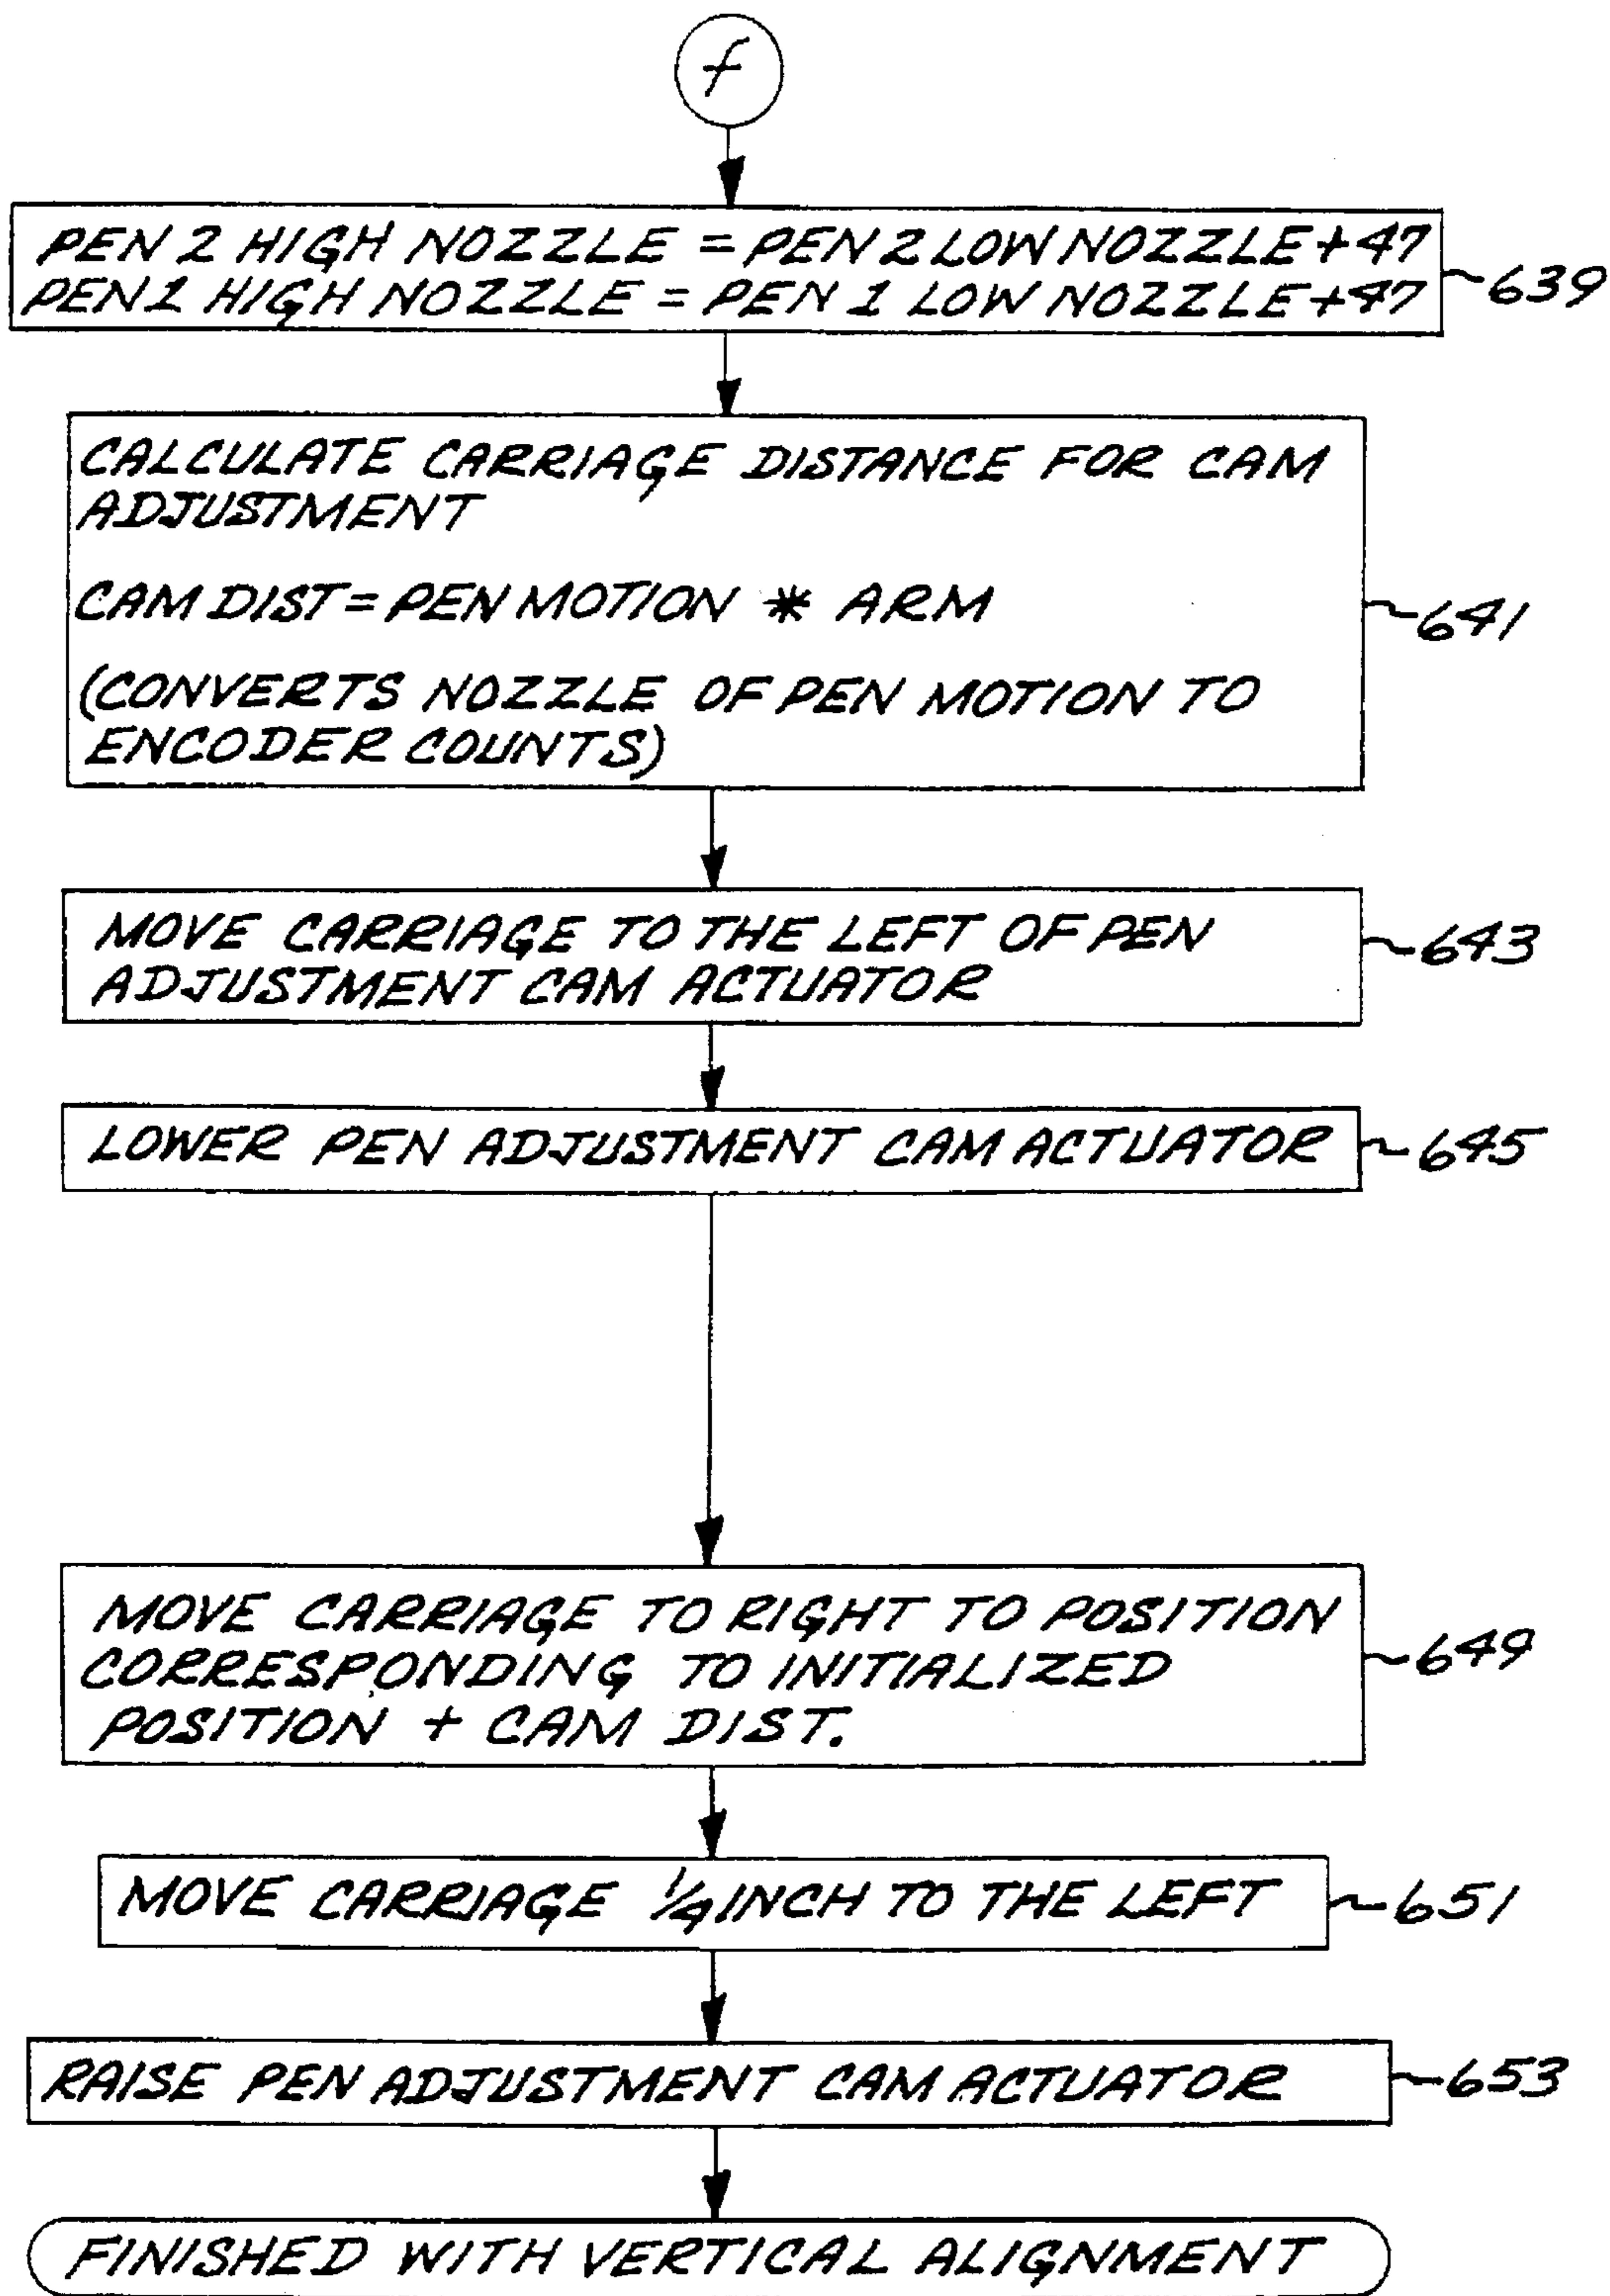 f
PEN 2 HIGH NOZZLE = PEN 2 LOW NOZZLE+47
PEN 1 HIGH NOZZLE = PEN 1 LOW NOZZLE+47
639
CALCULATE CARRIAGE DISTANCE FOR CAM
ADJUSTMENT
CAM DIST = PEN MOTION * ARM
(CONVERTS NOZZLE OF PEN MOTION TO
ENCODER COUNTS)
641
MOVE CARRIAGE TO THE LEFT OF PEN
ADJUSTMENT CAM ACTUATOR
643
LOWER PEN ADJUSTMENT CAM ACTUATOR
645
MOVE CARRIAGE TO RIGHT TO POSITION
CORRESPONDING TO INITIALIZED
POSITION + CAM DIST.
649
MOVE CARRIAGE 1/4 INCH TO THE LEFT
651
RAISE PEN ADJUSTMENT CAM ACTUATOR
653
FINISHED WITH VERTICAL ALIGNMENT